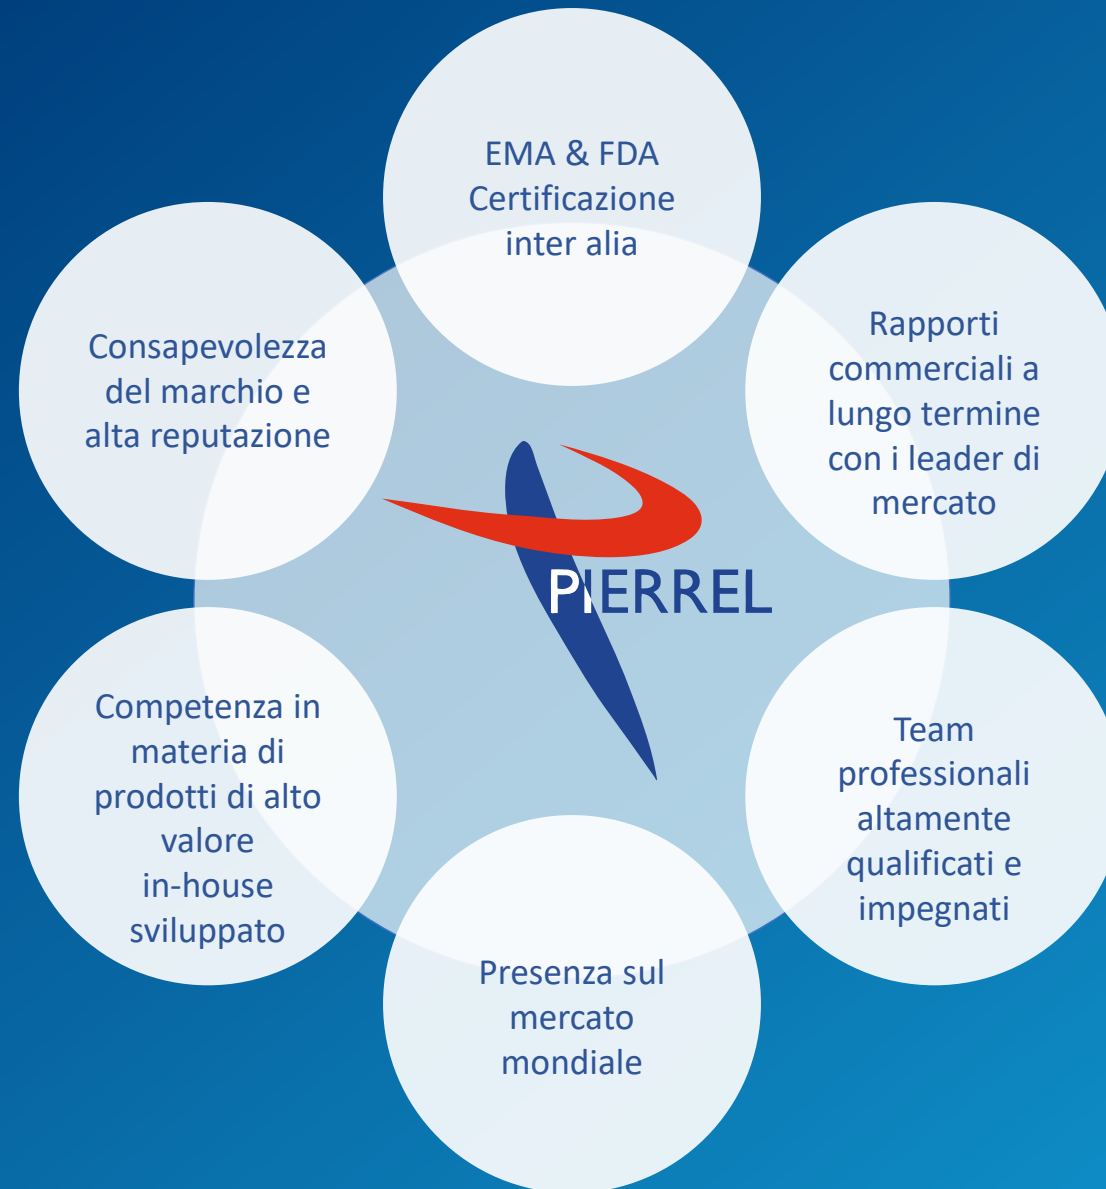 EMA & FDA
Certificazione
inter alia
Consapevolezza
del marchio e
alta reputazione
Rapporti
commerciali a
lungo termine
con i leader di
mercato
PIERREL
Competenza in
materia di
prodotti di alto
valore
in-house
sviluppato
Team
professionali
altamente
qualificati e
impegnati
Presenza sul
mercato
mondiale